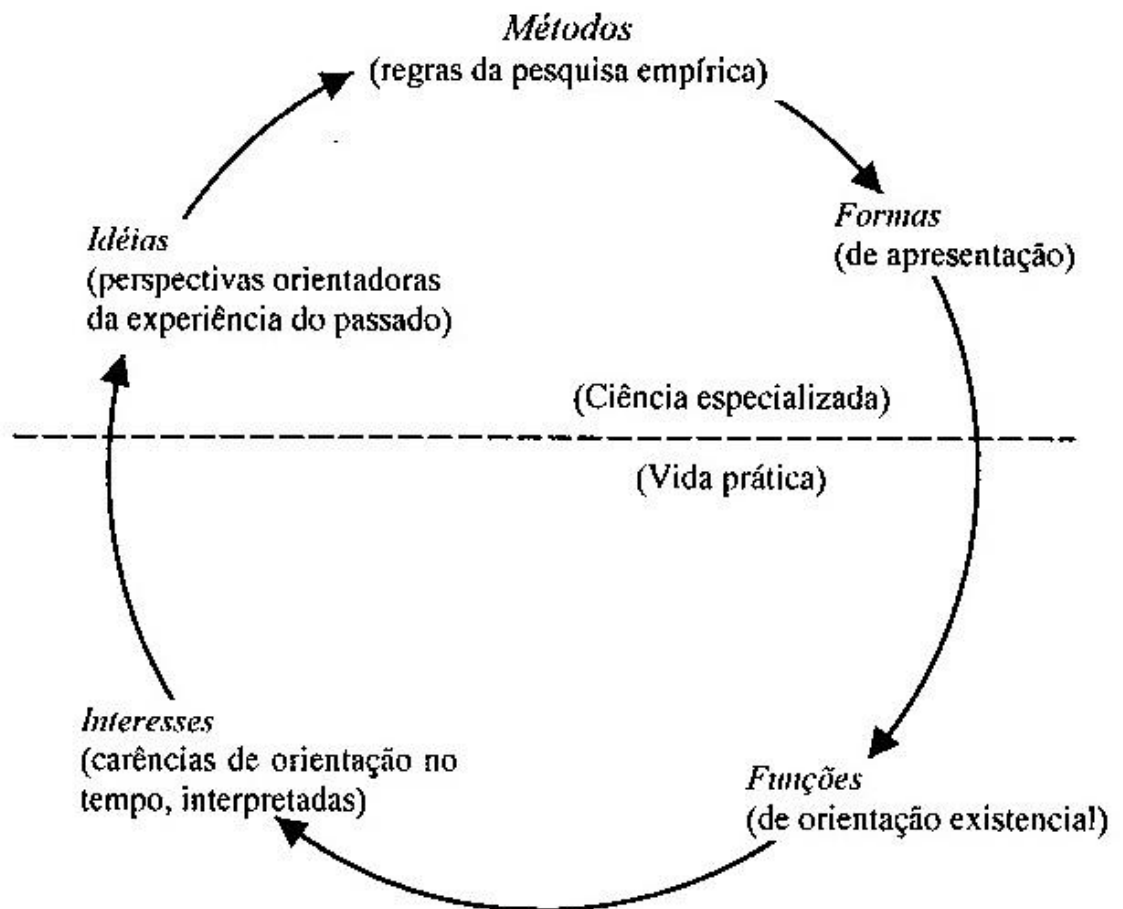 Métodos
(regras da pesquisa empírica)
Formas
(de apresentação)
Idéias
(perspectivas orientadoras
da experiência do passado)
(Ciência especializada)
(Vida prática)
Interesses
(carências de orientação no
tempo, interpretadas)
Funções
(de orientação existencial)